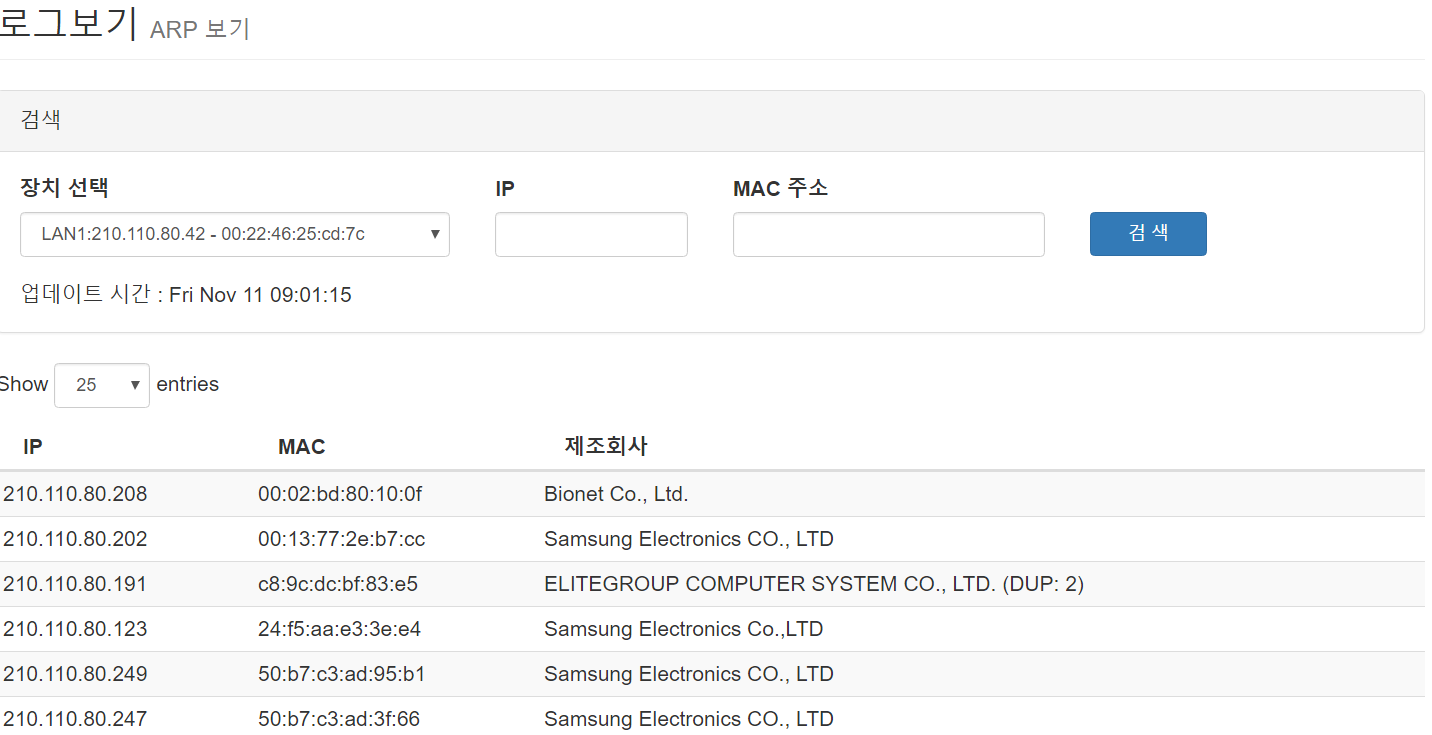 로그보기 ARP 보기
검색
장치 선택 IP MAC 주소
LAN1:210.110.80.42 - 00:22:46:25:cd:7c 검 색
업데이트 시간 : Fri Nov 11 09:01:15
Show 25 entries
IP MAC 제조회사
210.110.80.208 00:02:bd:80:10:0f Bionet Co., Ltd.
210.110.80.202 00:13:77:2e:b7:cc Samsung Electronics CO., LTD
210.110.80.191 c8:9c:dc:bf:83:e5 ELITEGROUP COMPUTER SYSTEM CO., LTD. (DUP: 2)
210.110.80.123 24:f5:aa:e3:3e:e4 Samsung Electronics Co.,LTD
210.110.80.249 50:b7:c3:ad:95:b1 Samsung Electronics CO., LTD
210.110.80.247 50:b7:c3:ad:3f:66 Samsung Electronics CO., LTD